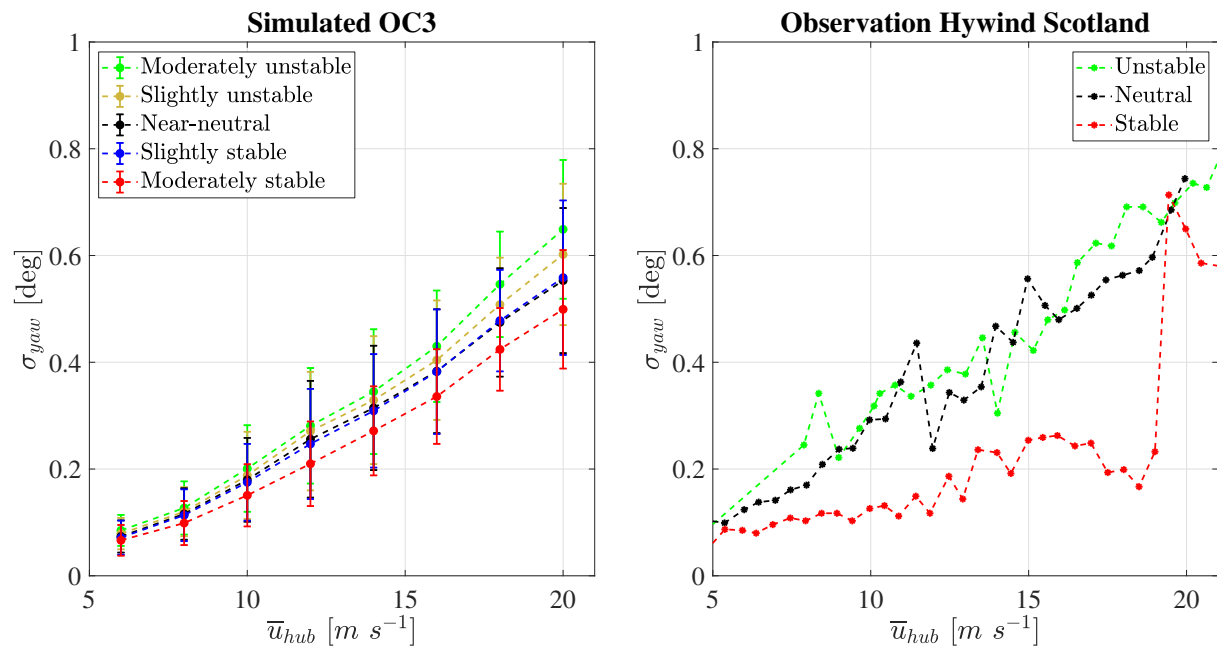 Simulated OC3
1
0.8
0.6
0.4
0.2
0
σ_yaw [deg]
Moderately unstable
Slightly unstable
Near-neutral
Slightly stable
Moderately stable
5 10 15 20
u̅_hub [m s⁻¹]
Observation Hywind Scotland
1
0.8
0.6
0.4
0.2
0
σ_yaw [deg]
Unstable
Neutral
Stable
5 10 15 20
u̅_hub [m s⁻¹]